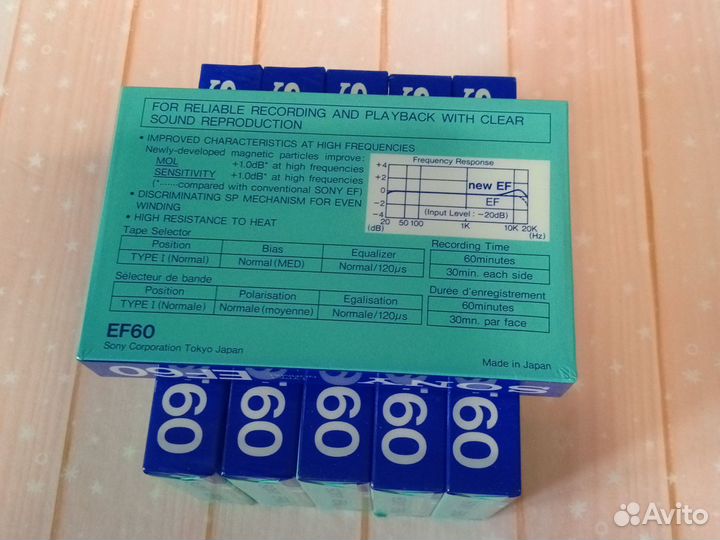 FOR RELIABLE RECORDING AND PLAYBACK WITH CLEAR
SOUND REPRODUCTION
• IMPROVED CHARACTERISTICS AT HIGH FREQUENCIES
Newly-developed magnetic particles improve:
MOL +1.0dB* at high frequencies
SENSITIVITY +1.0dB* at high frequencies
(*······compared with conventional SONY EF)
• DISCRIMINATING SP MECHANISM FOR EVEN
WINDING
• HIGH RESISTANCE TO HEAT
Frequency Response
+4
+2
0
-2
-4
(dB)
new EF
EF
(Input Level : -20dB)
20 50 100 1K 10K 20K
(Hz)
Tape Selector
Position Bias Equalizer
TYPE I (Normal) Normal (MED) Normal/120μs
Recording Time
60minutes
30min. each side
Sélecteur de bande
Position Polarisation Egalisation
TYPE I (Normale) Normale (moyenne) Normale/120μs
Durée d'enregistrement
60minutes
30mn. par face
EF60
Sony Corporation Tokyo Japan
Made in Japan
SONY EF60
60
60
60
60
60
Avito